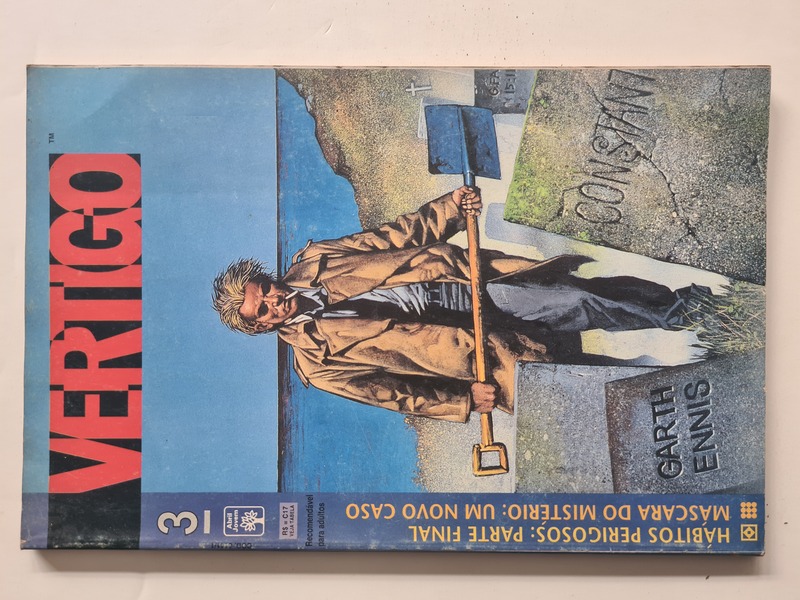 VERTIGO
TM
3
Abril
Jovem
R$ = C17
VEJA TABELA
Recomendável
para adultos
HÁBITOS PERIGOSOS: PARTE FINAL
MÁSCARA DO MISTÉRIO: UM NOVO CASO
GARTH
ENNIS
CONSTANT